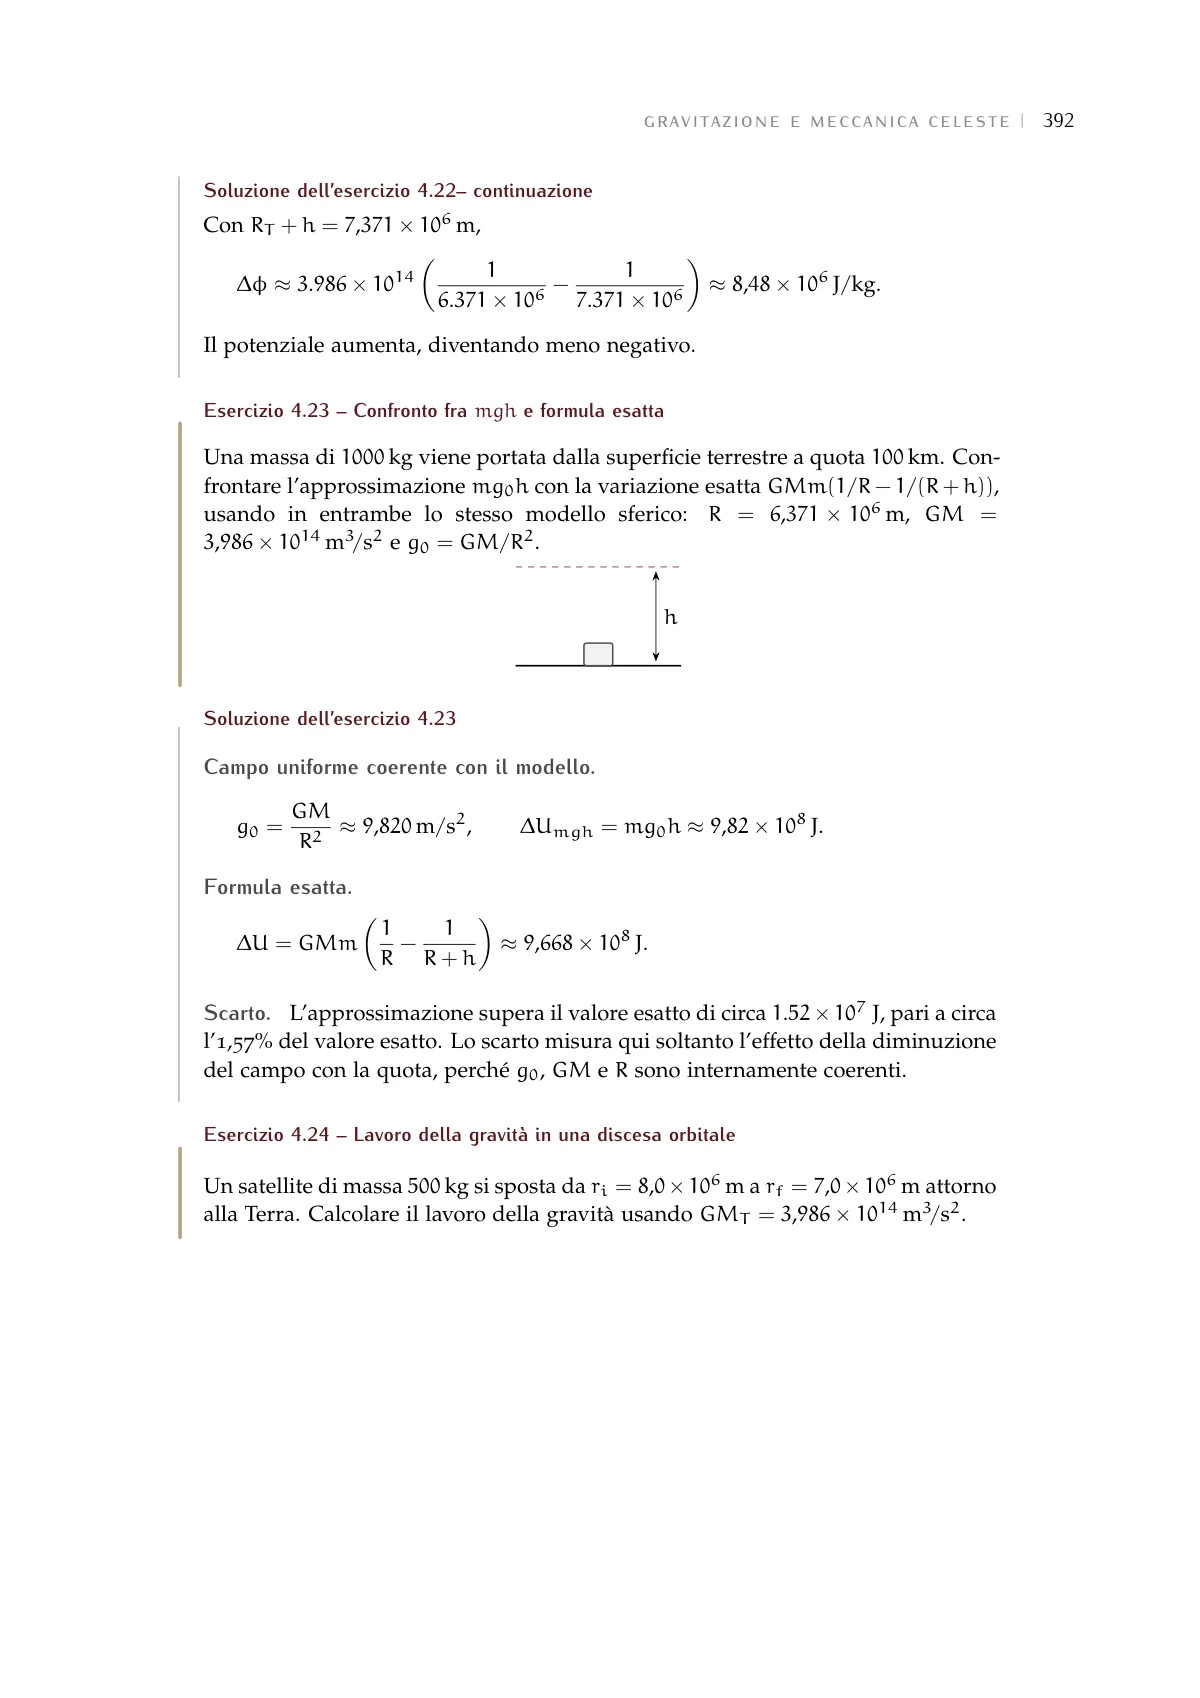 GRAVITAZIONE E MECCANICA CELESTE | 392
Soluzione dell'esercizio 4.22– continuazione
Con R_T + h = 7,371 × 10^6 m,
Δϕ ≈ 3.986 × 10^14 (1/(6.371 × 10^6) − 1/(7.371 × 10^6)) ≈ 8,48 × 10^6 J/kg.
Il potenziale aumenta, diventando meno negativo.
Esercizio 4.23 – Confronto fra mgh e formula esatta
Una massa di 1000 kg viene portata dalla superficie terrestre a quota 100 km. Con-
frontare l'approssimazione mg_0h con la variazione esatta GMm(1/R − 1/(R + h)),
usando in entrambe lo stesso modello sferico: R = 6,371 × 10^6 m, GM =
3,986 × 10^14 m^3/s^2 e g_0 = GM/R^2.
h
Soluzione dell'esercizio 4.23
Campo uniforme coerente con il modello.
g_0 = GM/R^2 ≈ 9,820 m/s^2, ΔU_mgh = mg_0h ≈ 9,82 × 10^8 J.
Formula esatta.
ΔU = GMm (1/R − 1/(R + h)) ≈ 9,668 × 10^8 J.
Scarto. L'approssimazione supera il valore esatto di circa 1.52 × 10^7 J, pari a circa
l'1,57% del valore esatto. Lo scarto misura qui soltanto l'effetto della diminuzione
del campo con la quota, perché g_0, GM e R sono internamente coerenti.
Esercizio 4.24 – Lavoro della gravità in una discesa orbitale
Un satellite di massa 500 kg si sposta da r_i = 8,0 × 10^6 m a r_f = 7,0 × 10^6 m attorno
alla Terra. Calcolare il lavoro della gravità usando GM_T = 3,986 × 10^14 m^3/s^2.